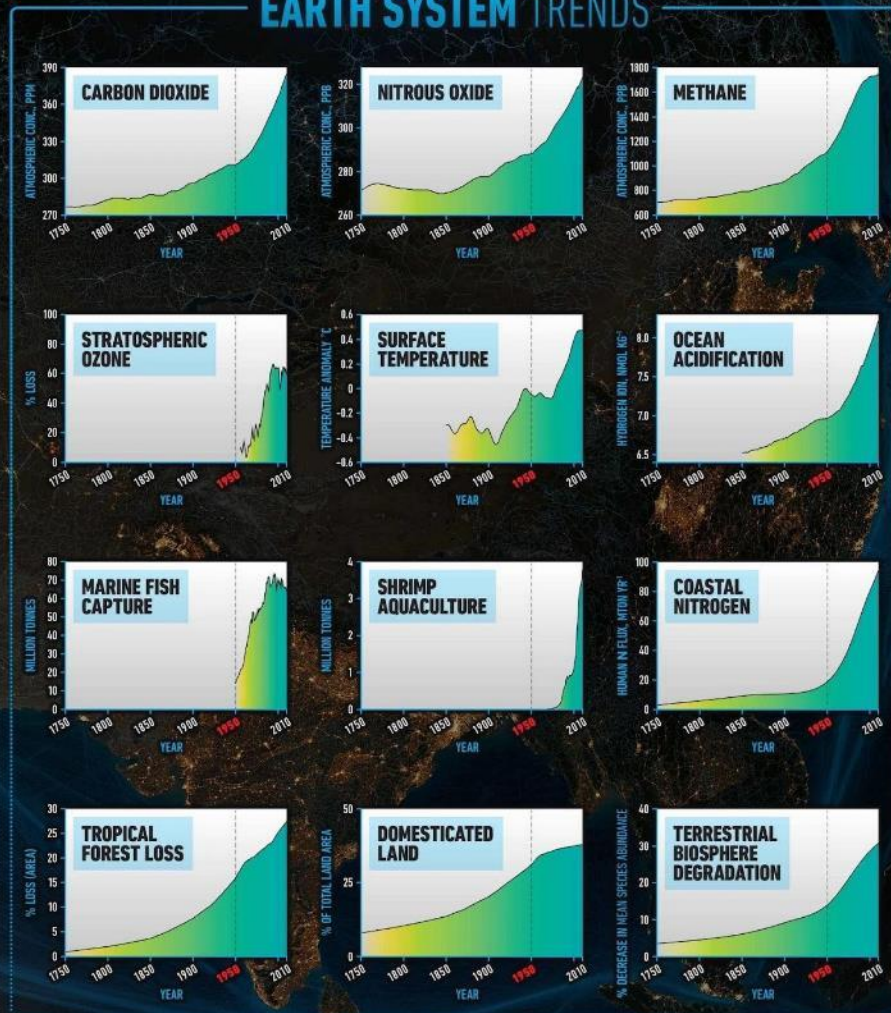 EARTH SYSTEM TRENDS
CARBON DIOXIDE
ATMOSPHERIC CONC., PPM
390
360
330
300
270
1750
1800
1850
1900
1950
2010
YEAR
NITROUS OXIDE
ATMOSPHERIC CONC., PPB
320
300
280
260
1750
1800
1850
1900
1950
2010
YEAR
METHANE
ATMOSPHERIC CONC., PPB
1800
1600
1400
1200
1000
800
600
1750
1800
1850
1900
1950
2010
YEAR
STRATOSPHERIC
OZONE
% LOSS
100
80
60
40
20
0
1750
1800
1850
1900
1950
2010
YEAR
SURFACE
TEMPERATURE
TEMPERATURE ANOMALY °C
0.6
0.4
0.2
0
-0.2
-0.4
-0.6
1750
1800
1850
1900
1950
2010
YEAR
OCEAN
ACIDIFICATION
HYDROGEN ION, NMOL KG⁻¹
8.0
7.5
7.0
6.5
1750
1800
1850
1900
1950
2010
YEAR
MARINE FISH
CAPTURE
MILLION TONNES
80
70
60
50
40
30
20
10
0
1750
1800
1850
1900
1950
2010
YEAR
SHRIMP
AQUACULTURE
MILLION TONNES
4
3
2
1
0
1750
1800
1850
1900
1950
2010
YEAR
COASTAL
NITROGEN
HUMAN N FLUX, MTON YR⁻¹
100
80
60
40
20
0
1750
1800
1850
1900
1950
2010
YEAR
TROPICAL
FOREST LOSS
% LOSS (AREA)
30
25
20
15
10
5
0
1750
1800
1850
1900
1950
2010
YEAR
DOMESTICATED
LAND
% OF TOTAL LAND AREA
50
25
0
1750
1800
1850
1900
1950
2010
YEAR
TERRESTRIAL
BIOSPHERE
DEGRADATION
% DECREASE IN MEAN SPECIES ABUNDANCE
40
30
20
10
0
1750
1800
1850
1900
1950
2010
YEAR